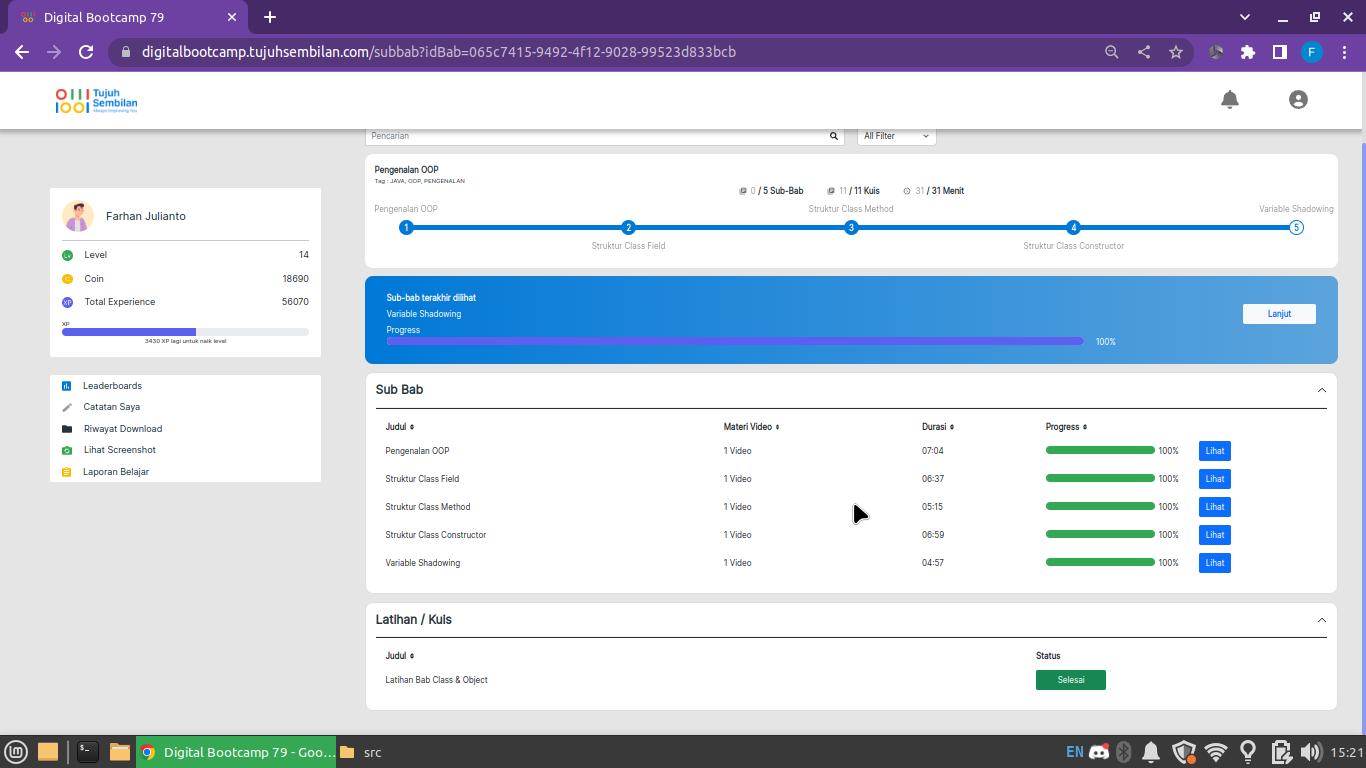 Digital Bootcamp 79
digitalbootcamp.tujuhsembilan.com/subbab?idBab=065c7415-9492-4f12-9028-99523d833bcb
F
Tujuh
Sembilan
Pencarian
All Filter
Farhan Julianto
Level 14
Coin 18690
XP Total Experience 56070
XP
3430 XP lagi untuk naik level
Leaderboards
Catatan Saya
Riwayat Download
Lihat Screenshot
Laporan Belajar
Pengenalan OOP
Tag : JAVA, OOP, PENGENALAN
0 / 5 Sub-Bab 11 / 11 Kuis 31 / 31 Menit
Pengenalan OOP Struktur Class Method Variable Shadowing
1 2 3 4 5
Struktur Class Field Struktur Class Constructor
Sub-bab terakhir dilihat
Variable Shadowing
Lanjut
Progress
100%
Sub Bab
Judul Materi Video Durasi Progress
Pengenalan OOP 1 Video 07:04 100% Lihat
Struktur Class Field 1 Video 06:37 100% Lihat
Struktur Class Method 1 Video 05:15 100% Lihat
Struktur Class Constructor 1 Video 06:59 100% Lihat
Variable Shadowing 1 Video 04:57 100% Lihat
Latihan / Kuis
Judul Status
Latihan Bab Class & Object Selesai
Digital Bootcamp 79 - Goo... src EN 15:21